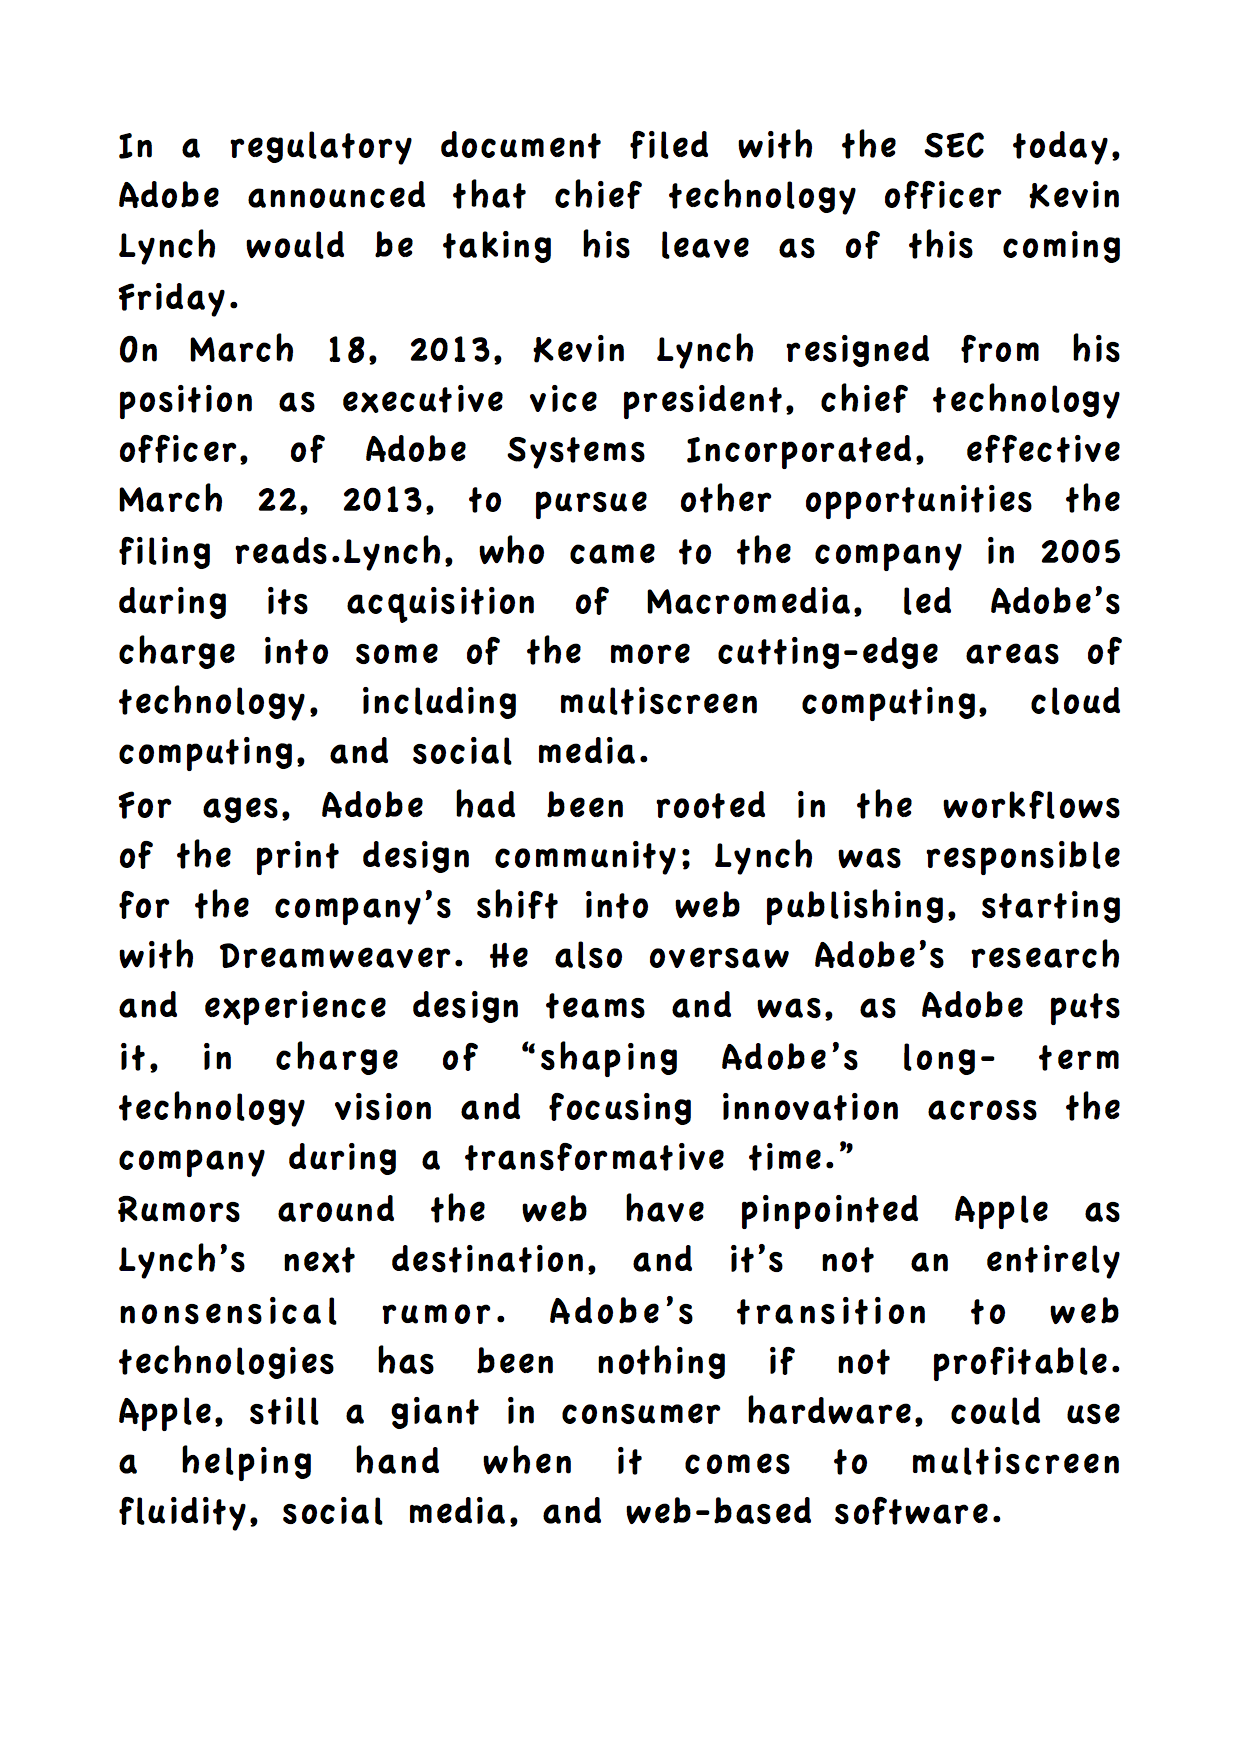 In a regulatory document filed with the SEC today,
Adobe announced that chief technology officer Kevin
Lynch would be taking his leave as of this coming
Friday.
On March 18, 2013, Kevin Lynch resigned from his
position as executive vice president, chief technology
officer, of Adobe Systems Incorporated, effective
March 22, 2013, to pursue other opportunities the
filing reads.Lynch, who came to the company in 2005
during its acquisition of Macromedia, led Adobe’s
charge into some of the more cutting-edge areas of
technology, including multiscreen computing, cloud
computing, and social media.
For ages, Adobe had been rooted in the workflows
of the print design community; Lynch was responsible
for the company’s shift into web publishing, starting
with Dreamweaver. He also oversaw Adobe’s research
and experience design teams and was, as Adobe puts
it, in charge of “shaping Adobe’s long- term
technology vision and focusing innovation across the
company during a transformative time.”
Rumors around the web have pinpointed Apple as
Lynch’s next destination, and it’s not an entirely
nonsensical rumor. Adobe’s transition to web
technologies has been nothing if not profitable.
Apple, still a giant in consumer hardware, could use
a helping hand when it comes to multiscreen
fluidity, social media, and web-based software.